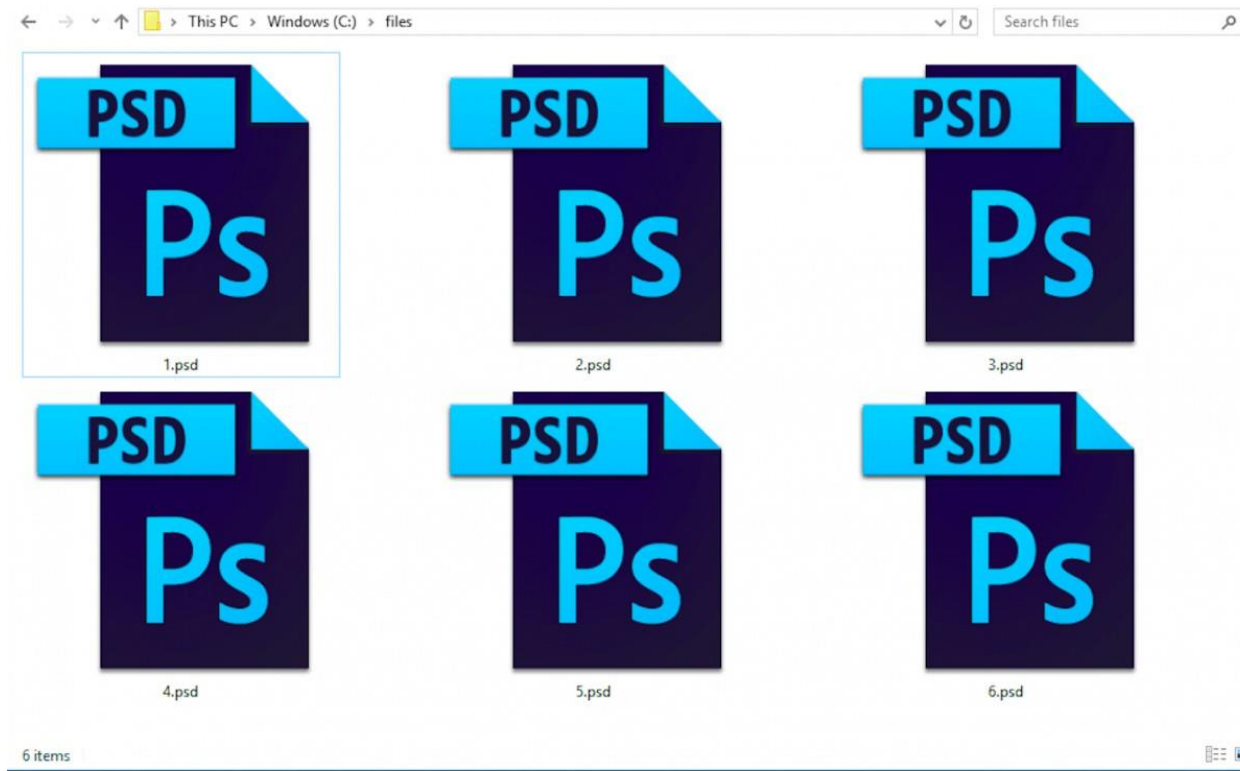 This PC > Windows (C:) > files
Search files
PSD PSD PSD
Ps Ps Ps
1.psd 2.psd 3.psd
PSD PSD PSD
Ps Ps Ps
4.psd 5.psd 6.psd
6 items